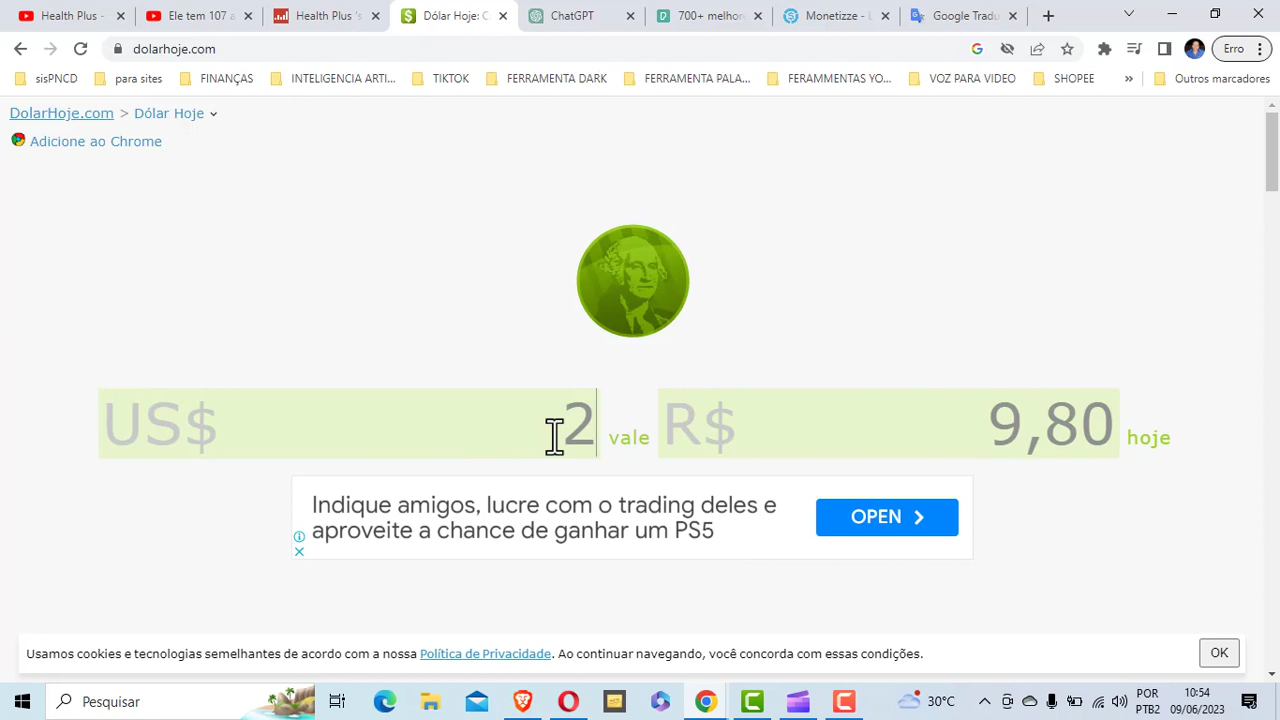 Health Plus -
Ele tem 107 a
Health Plus 's
Dólar Hoje: C
ChatGPT
700+ melhore
Monetizze - L
Google Tradu
dolarhoje.com
Erro
sisPNCD
para sites
FINANÇAS
INTELIGENCIA ARTI...
TIKTOK
FERRAMENTA DARK
FERRAMENTA PALA...
FERAMMENTAS YO...
VOZ PARA VIDEO
SHOPEE
»
Outros marcadores
DolarHoje.com > Dólar Hoje
Adicione ao Chrome
US$ 2 vale R$ 9,80 hoje
Indique amigos, lucre com o trading deles e
aproveite a chance de ganhar um PS5
OPEN
Usamos cookies e tecnologias semelhantes de acordo com a nossa Política de Privacidade. Ao continuar navegando, você concorda com essas condições.
OK
Pesquisar
30°C
POR
PTB2
10:54
09/06/2023